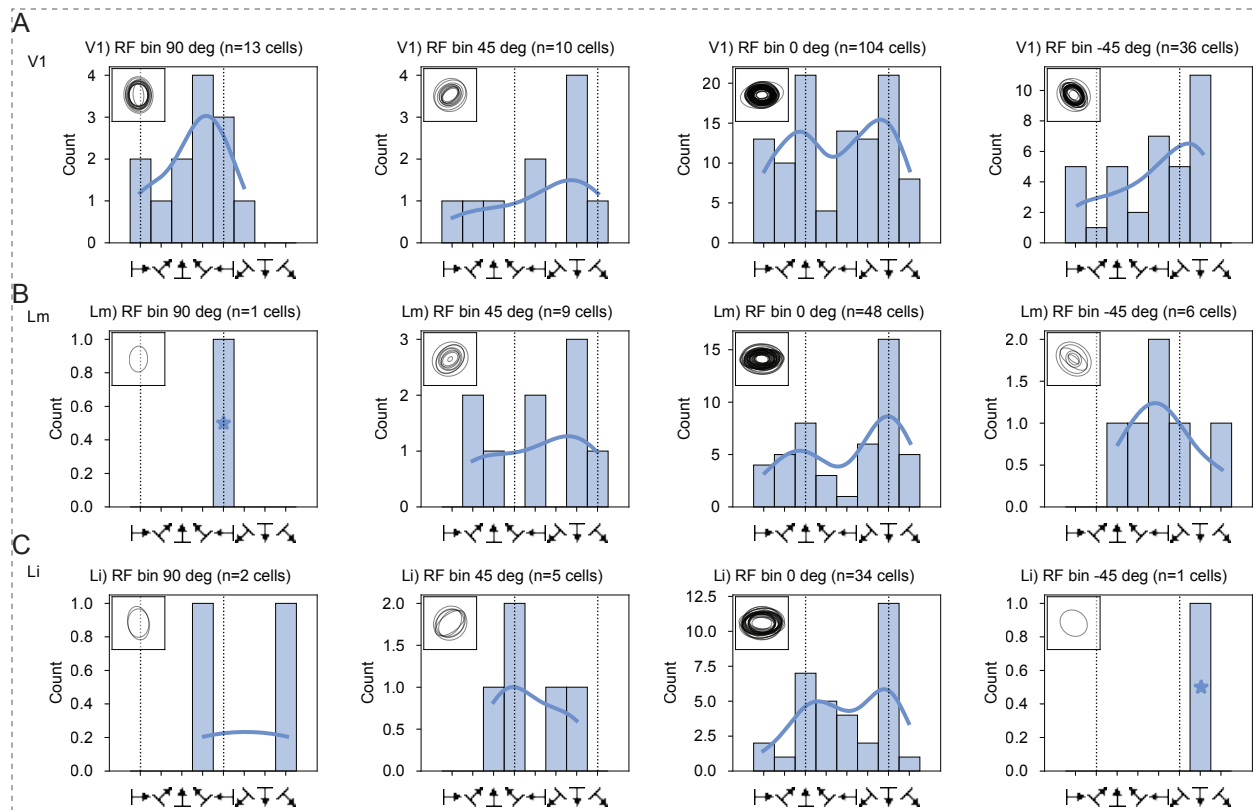 A
V1
V1) RF bin 90 deg (n=13 cells)
V1) RF bin 45 deg (n=10 cells)
V1) RF bin 0 deg (n=104 cells)
V1) RF bin -45 deg (n=36 cells)
Count
4
3
2
1
0
Count
4
3
2
1
0
Count
20
15
10
5
0
Count
10
8
6
4
2
0
B
Lm
Lm) RF bin 90 deg (n=1 cells)
Lm) RF bin 45 deg (n=9 cells)
Lm) RF bin 0 deg (n=48 cells)
Lm) RF bin -45 deg (n=6 cells)
Count
1.0
0.8
0.6
0.4
0.2
0.0
Count
3
2
1
0
Count
15
10
5
0
Count
2.0
1.5
1.0
0.5
0.0
C
Li
Li) RF bin 90 deg (n=2 cells)
Li) RF bin 45 deg (n=5 cells)
Li) RF bin 0 deg (n=34 cells)
Li) RF bin -45 deg (n=1 cells)
Count
1.0
0.8
0.6
0.4
0.2
0.0
Count
2.0
1.5
1.0
0.5
0.0
Count
12.5
10.0
7.5
5.0
2.5
0.0
Count
1.0
0.8
0.6
0.4
0.2
0.0